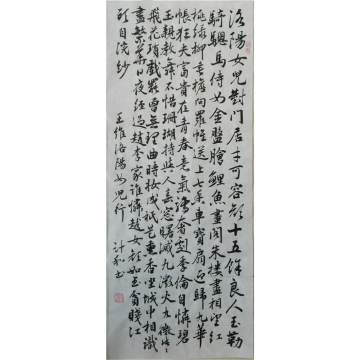 洛陽女兒對門居才可容顏十五餘良人玉勒
騎驄馬侍女金盤膾鯉魚畫閣朱樓盡相望紅
桃綠柳垂檐向羅帷送上七香車寶扇迎歸九華
帳狂夫富貴在青春意氣驕奢劇季倫自憐碧
玉親教舞不惜珊瑚持與人春窗曙滅九微火九微片片
飛花瑣戲罷曾無理曲時妝成祗是熏香坐城中相識
盡繁華日夜經過趙李家誰憐越女顏如玉貧賤江
頭自浣紗 王維洛陽女兒行 計和書